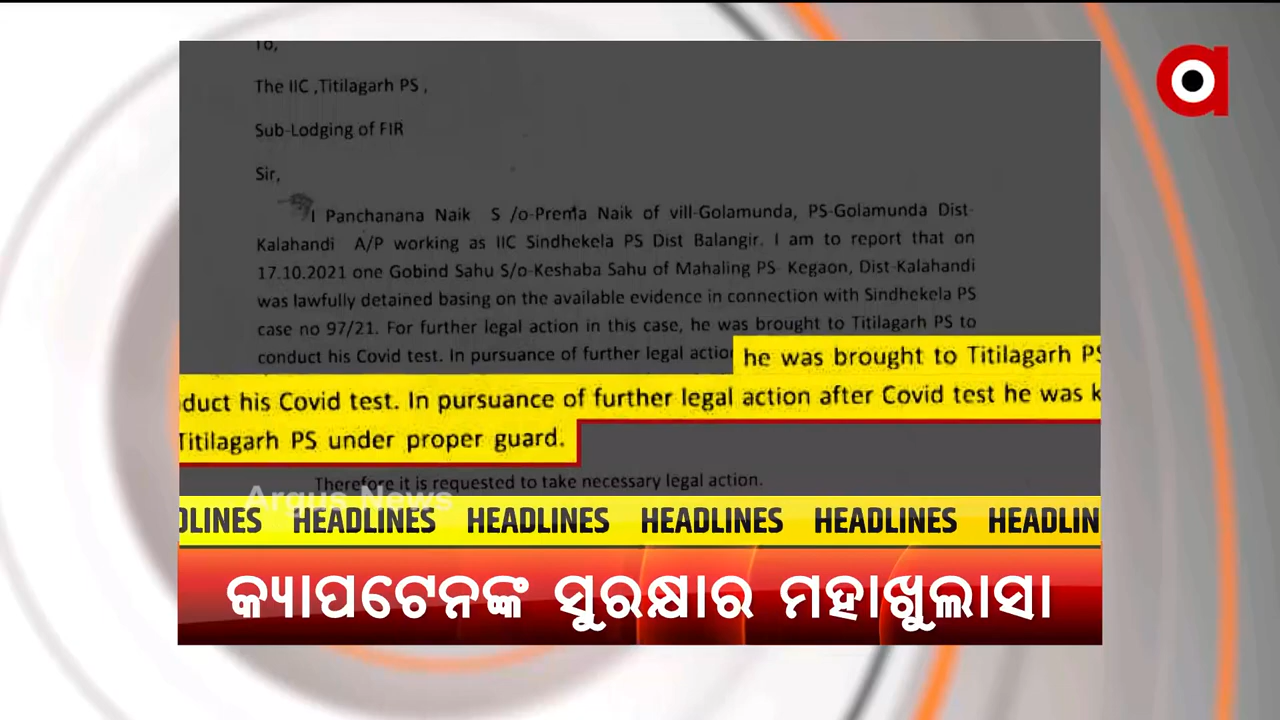 To,
The IIC ,Titilagarh PS ,
Sub-Lodging of FIR
Sir,
I Panchanana Naik S /o-Prema Naik of vill-Golamunda, PS-Golamunda Dist-
Kalahandi A/P working as IIC Sindhekela PS Dist Balangir. I am to report that on
17.10.2021 one Gobind Sahu S/o-Keshaba Sahu of Mahaling PS- Kegaon, Dist-Kalahandi
was lawfully detained basing on the available evidence in connection with Sindhekela PS
case no 97/21. For further legal action in this case, he was brought to Titilagarh PS to
conduct his Covid test. In pursuance of further legal action
he was brought to Titilagarh PS
duct his Covid test. In pursuance of further legal action after Covid test he was k
Titilagarh PS under proper guard.
Therefore it is requested to take necessary legal action.
Argus News
DLINES HEADLINES HEADLINES HEADLINES HEADLINES HEADLIN
କ୍ୟାପଟେନଙ୍କ ସୁରକ୍ଷାର ମହାଖୁଲାସା
a